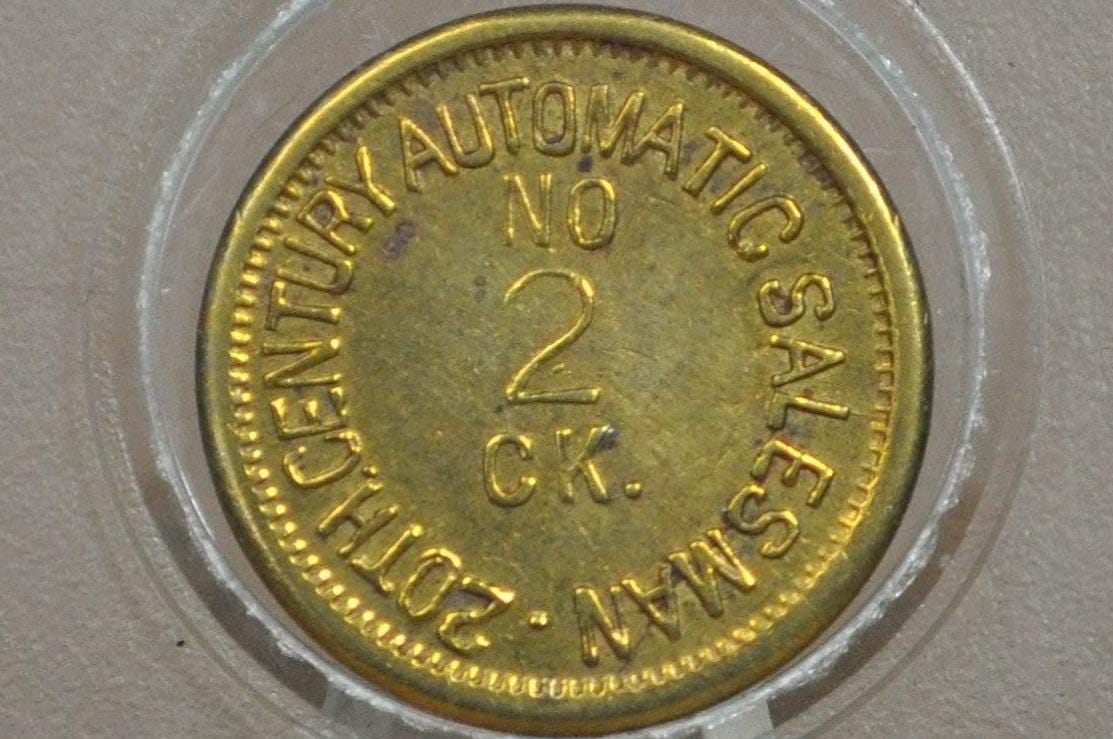 20TH. CENTURY AUTOMATIC SALESMAN .
NO
2
CK.